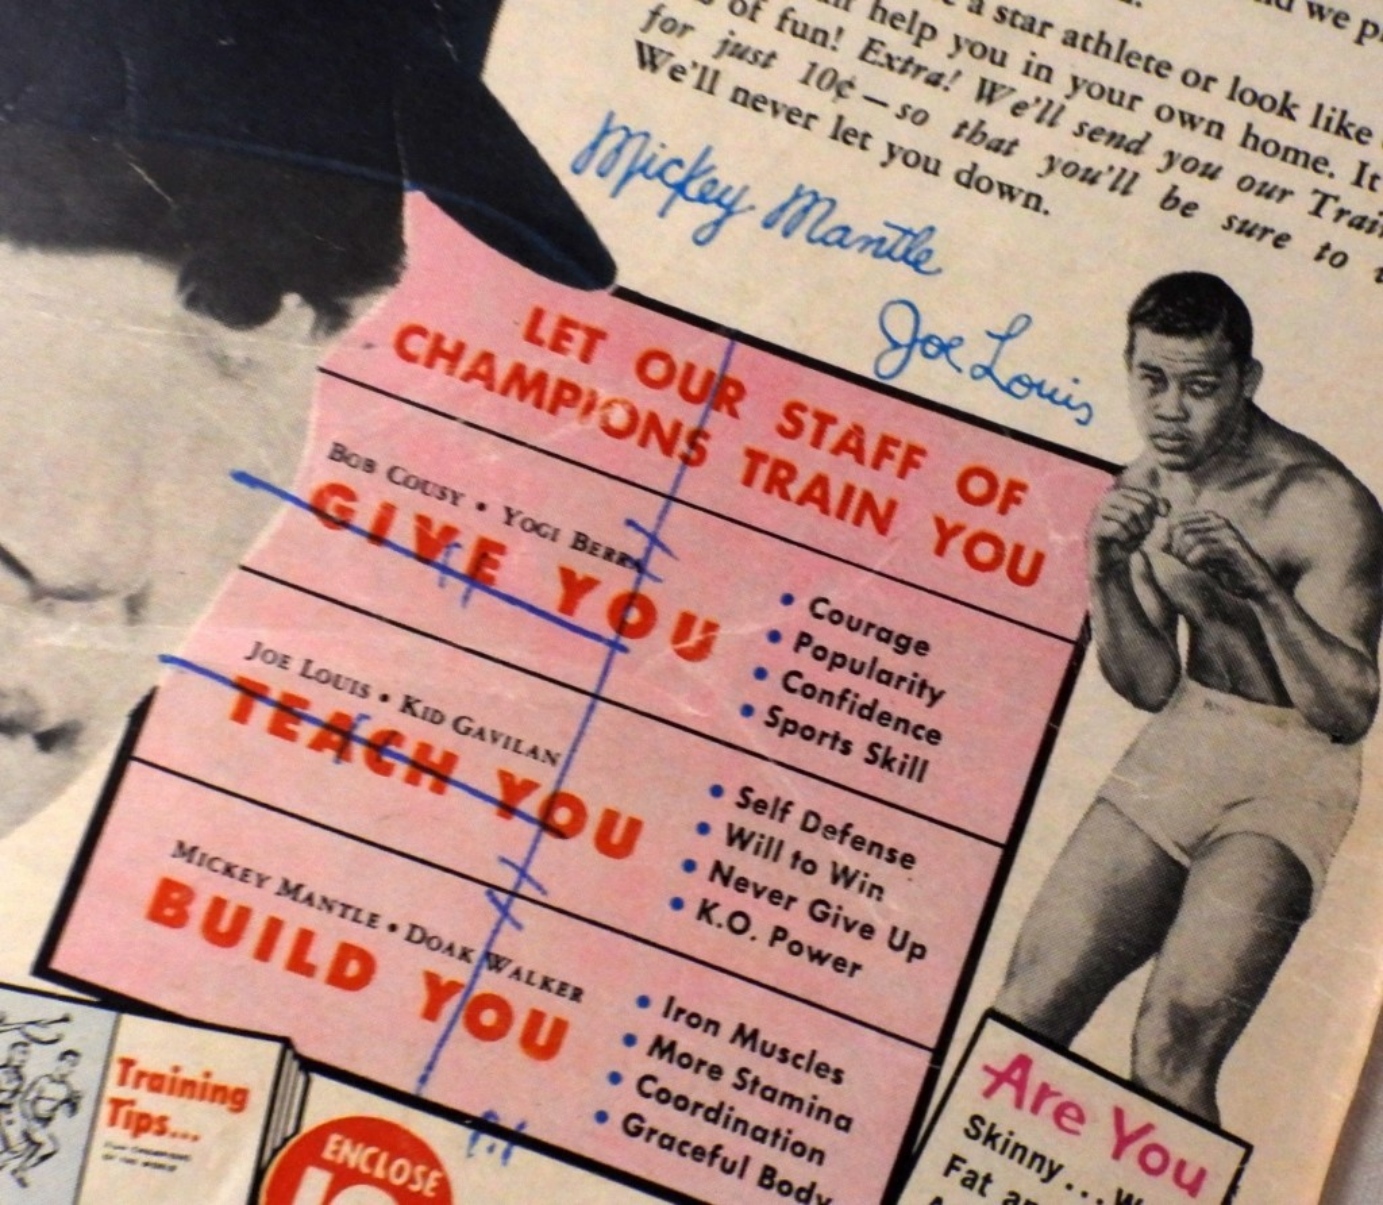 and we p
a star athlete or look like
help you in your own home. It
of fun! Extra! We'll send you our Trai
for just 10¢ — so that you'll be sure to
We'll never let you down.
Mickey Mantle
Joe Louis
LET OUR STAFF OF
CHAMPIONS TRAIN YOU
BOB COUSY • YOGI BERRA
GIVE YOU
• Courage
• Popularity
• Confidence
• Sports Skill
JOE LOUIS • KID GAVILAN
TEACH YOU
• Self Defense
• Will to Win
• Never Give Up
• K.O. Power
MICKEY MANTLE • DOAK WALKER
BUILD YOU
• Iron Muscles
• More Stamina
• Coordination
• Graceful Body
Training
Tips...
ENCLOSE
10
Are You
Skinny...
Fat